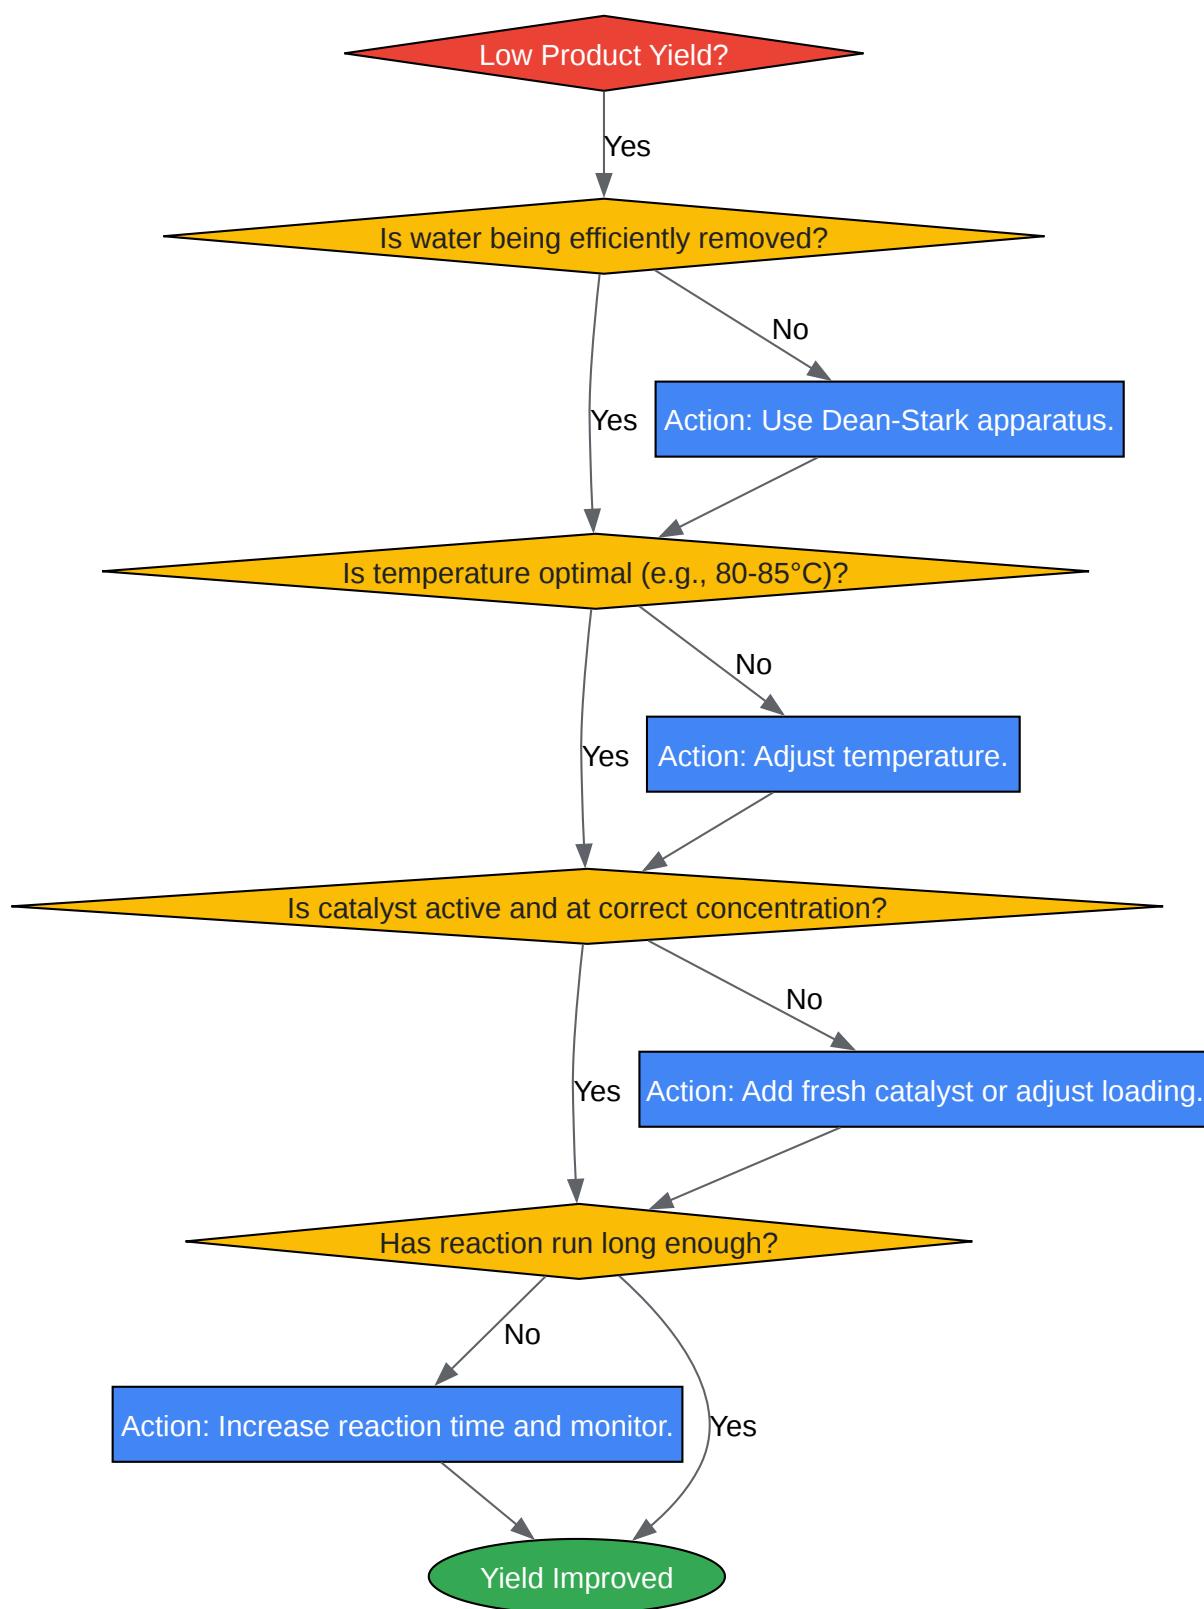 Low Product Yield?
Yes
Is water being efficiently removed?
No
Yes
Action: Use Dean-Stark apparatus.
Is temperature optimal (e.g., 80-85°C)?
No
Yes
Action: Adjust temperature.
Is catalyst active and at correct concentration?
No
Yes
Action: Add fresh catalyst or adjust loading.
Has reaction run long enough?
No
Action: Increase reaction time and monitor.
Yes
Yield Improved